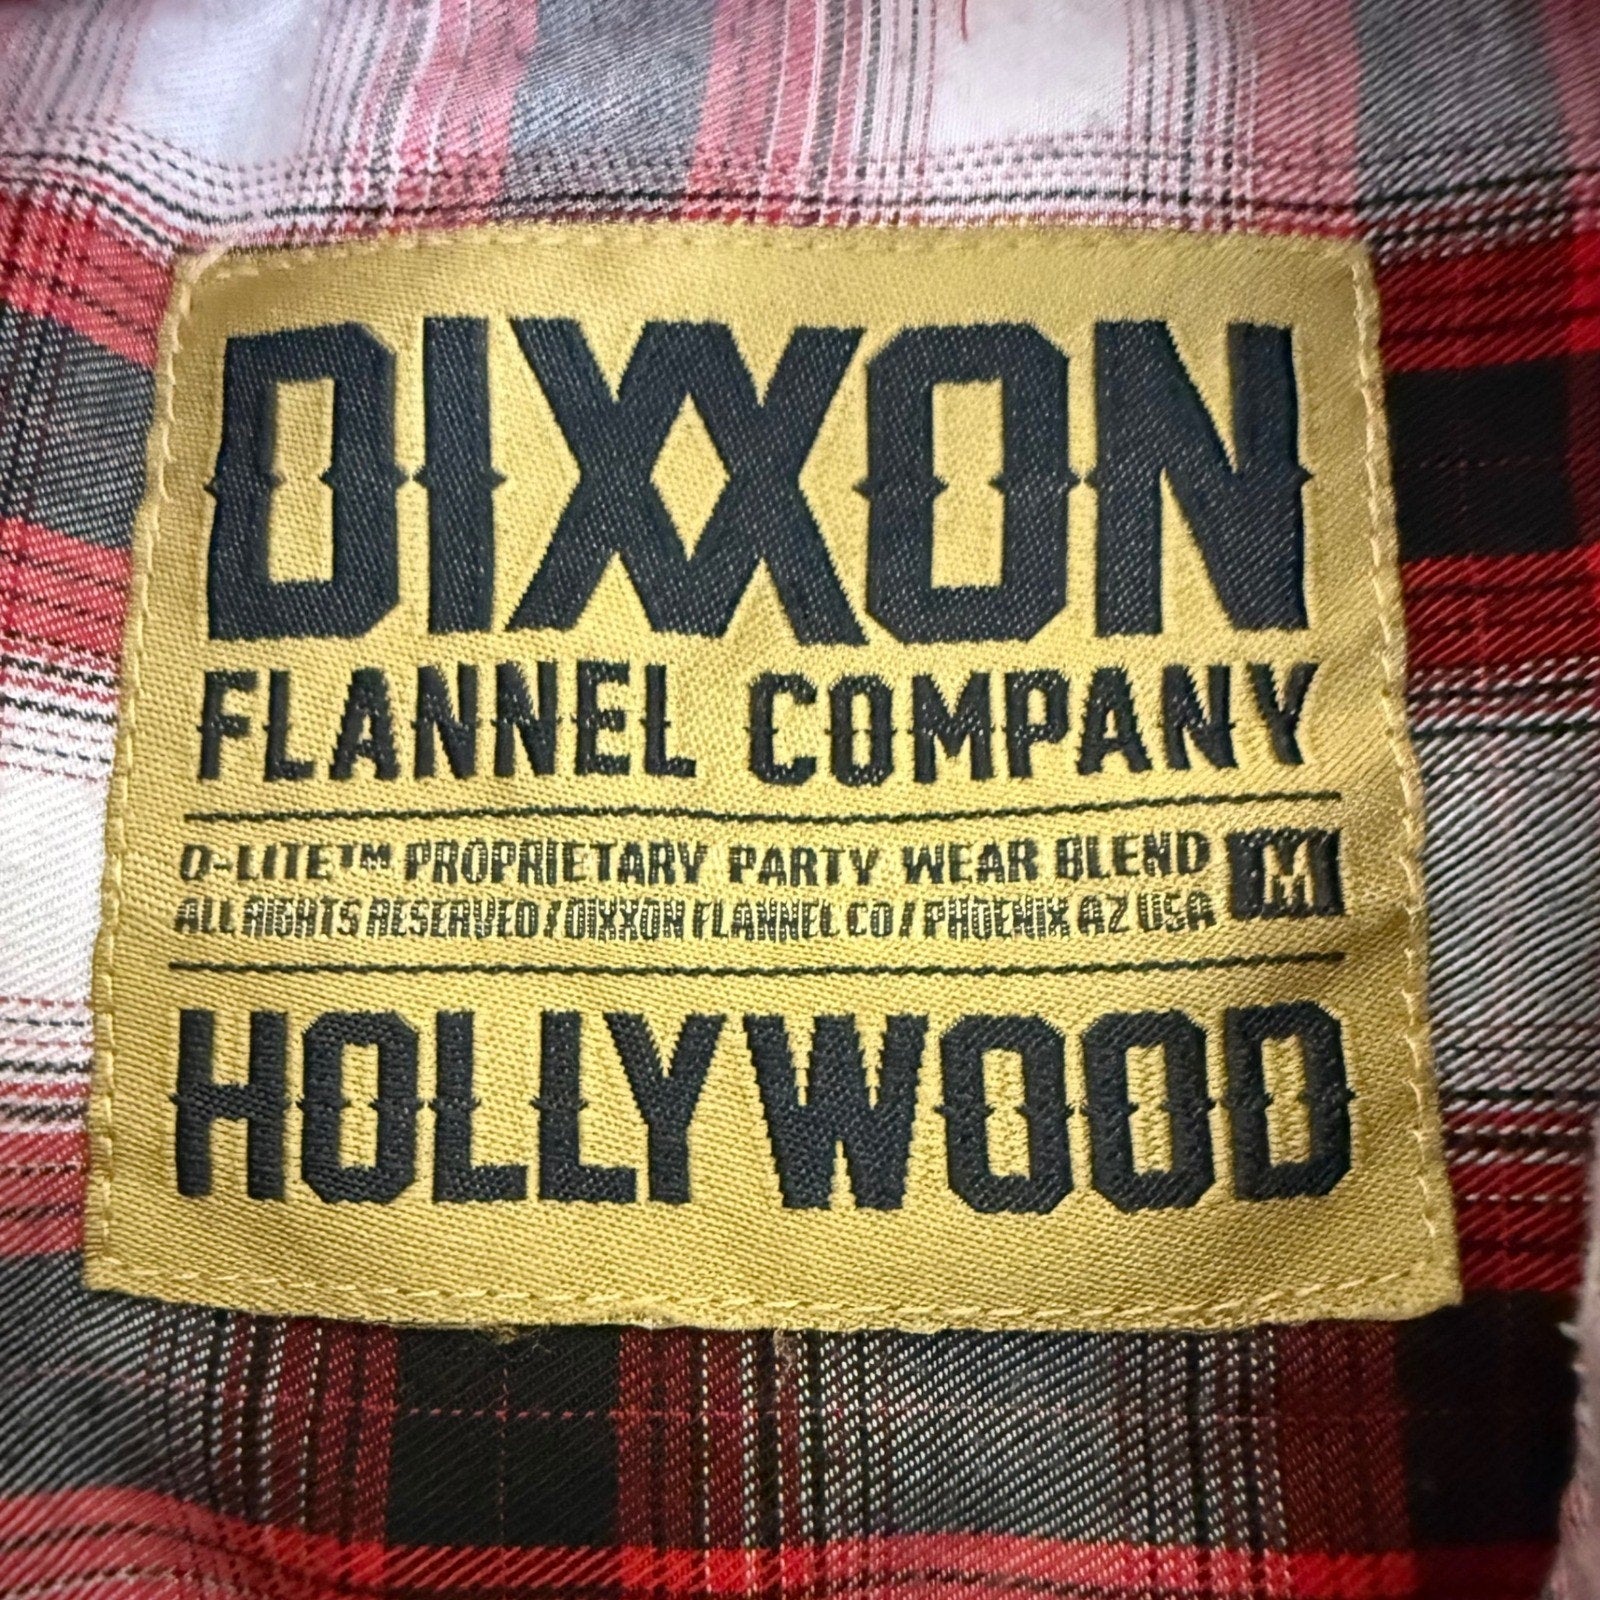 DIXXON
FLANNEL COMPANY
D-LITE™ PROPRIETARY PARTY WEAR BLEND M
ALL RIGHTS RESERVED / DIXXON FLANNEL CO / PHOENIX AZ USA
HOLLYWOOD